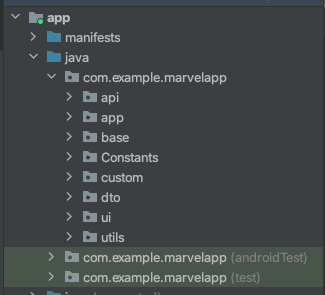 app
manifests
java
com.example.marvelapp
api
app
base
Constants
custom
dto
ui
utils
com.example.marvelapp (androidTest)
com.example.marvelapp (test)